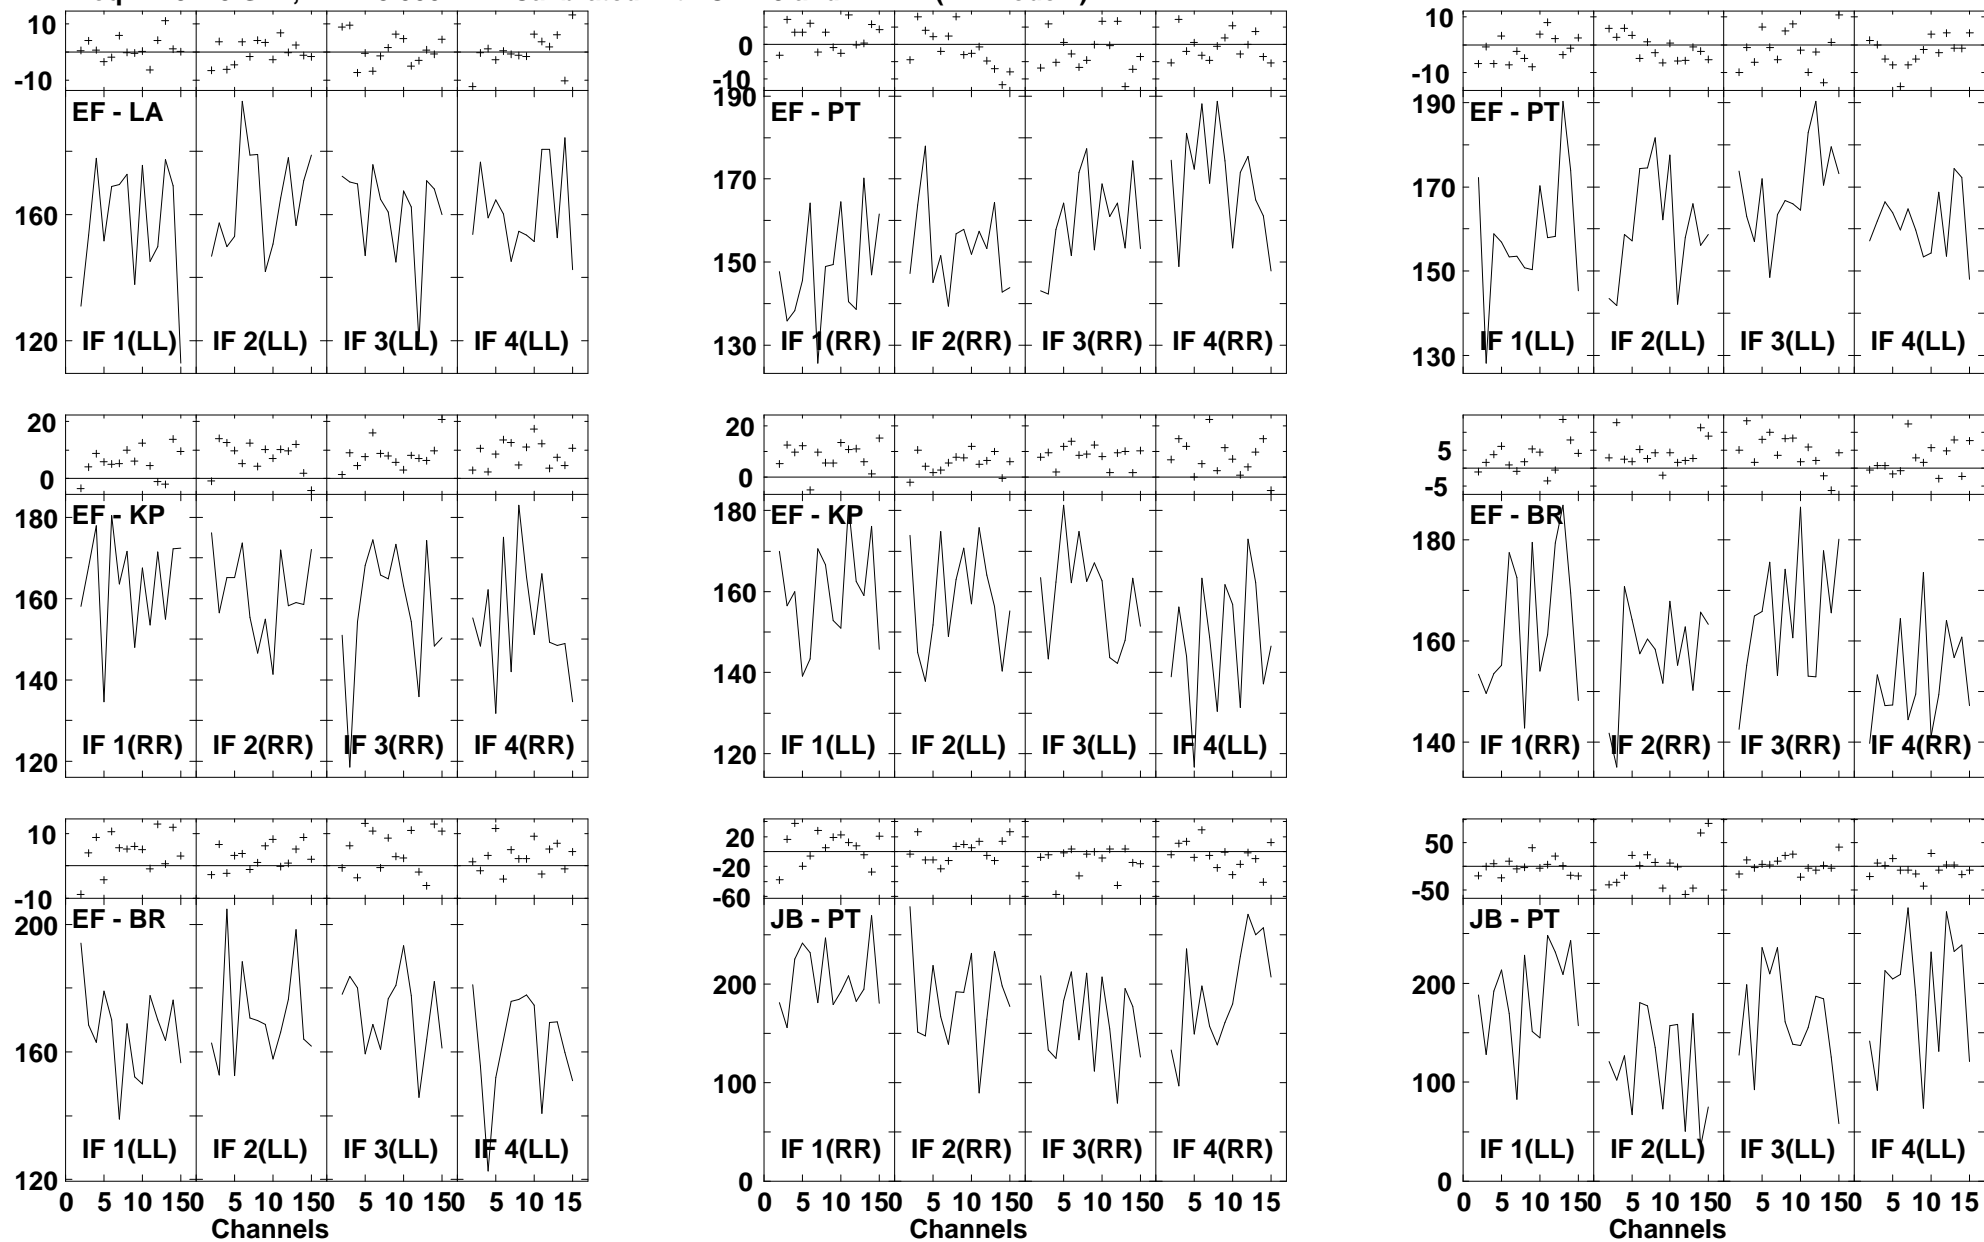 10 0 -10
10 0 -10
10 0 -10
EF - LA
EF - PT
EF - PT
160 120
190 170 150 130
190 170 150 130
IF 1(LL) IF 2(LL) IF 3(LL) IF 4(LL)
IF 1(RR) IF 2(RR) IF 3(RR) IF 4(RR)
IF 1(LL) IF 2(LL) IF 3(LL) IF 4(LL)
20 0
20 0
5 -5
EF - KP
EF - KP
EF - BR
180 160 140 120
180 160 140 120
180 160 140
IF 1(RR) IF 2(RR) IF 3(RR) IF 4(RR)
IF 1(LL) IF 2(LL) IF 3(LL) IF 4(LL)
IF 1(RR) IF 2(RR) IF 3(RR) IF 4(RR)
10 -10
20 -20 -60
50 -50
EF - BR
JB - PT
JB - PT
200 160 120
200 100 0
200 100 0
IF 1(LL) IF 2(LL) IF 3(LL) IF 4(LL)
IF 1(RR) IF 2(RR) IF 3(RR) IF 4(RR)
IF 1(LL) IF 2(LL) IF 3(LL) IF 4(LL)
0 5 10 150 5 10 150 5 10 150 5 10 15
0 5 10 150 5 10 150 5 10 150 5 10 15
0 5 10 150 5 10 150 5 10 150 5 10 15
Channels
Channels
Channels